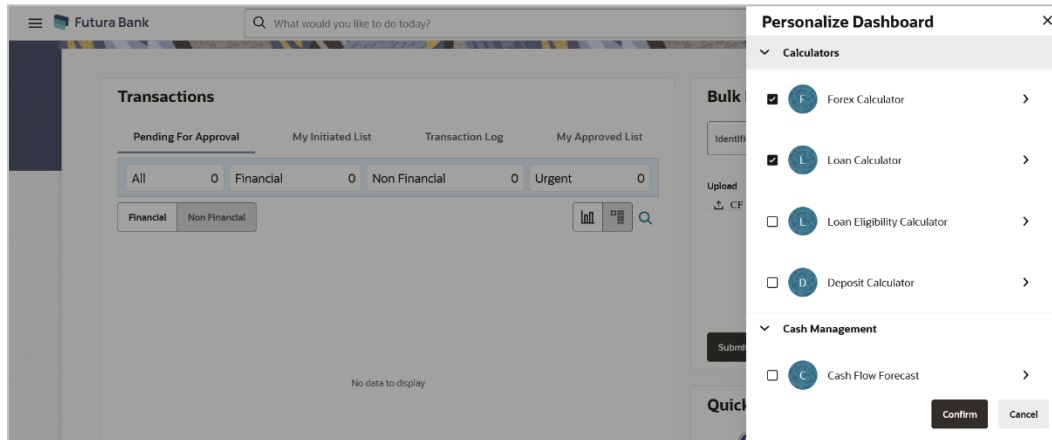 Futura Bank
What would you like to do today?
Transactions
Pending For Approval My Initiated List Transaction Log My Approved List
All 0 Financial 0 Non Financial 0 Urgent 0
Financial Non Financial
No data to display
Bulk
Upload
CF
Personalize Dashboard
Calculators
F Forex Calculator
L Loan Calculator
L Loan Eligibility Calculator
D Deposit Calculator
Cash Management
C Cash Flow Forecast
Confirm Cancel